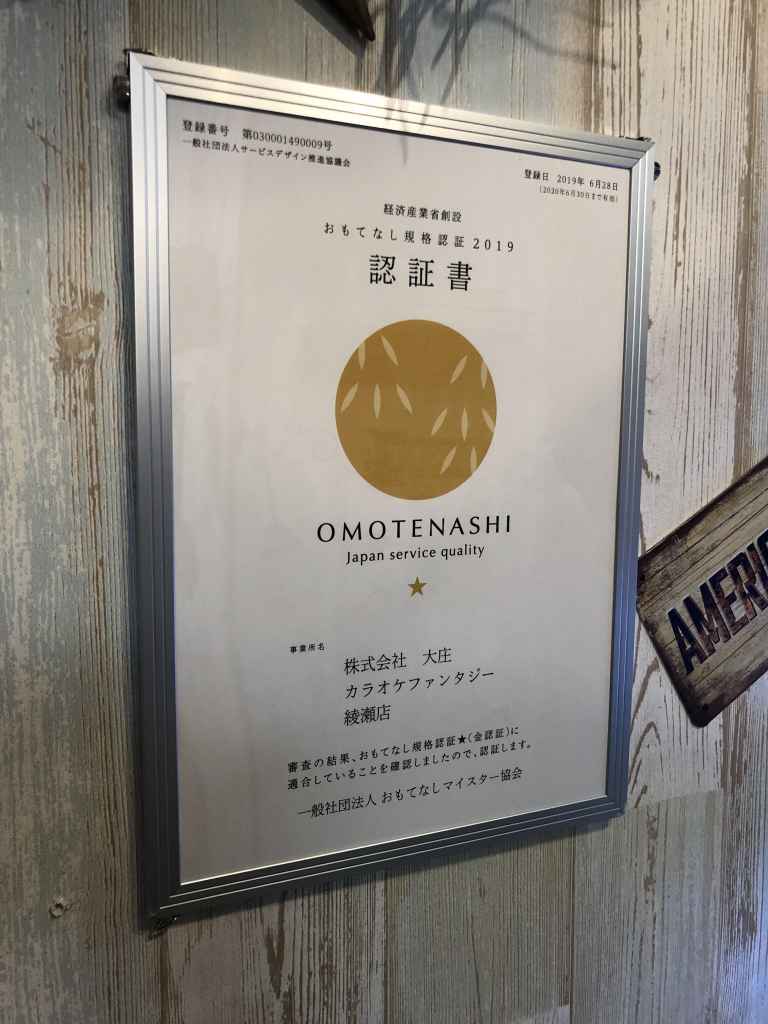 登録番号 第030001490009号
一般社団法人サービスデザイン推進協議会
登録日 2019年 6月28日
(2020年6月30日まで有効)
経済産業省創設
おもてなし規格認証2019
認証書
OMOTENASHI
Japan service quality
★
事業所名
株式会社 大庄
カラオケファンタジー
綾瀬店
審査の結果、おもてなし規格認証★(金認証)に
適合していることを確認しましたので、認証します。
一般社団法人 おもてなしマイスター協会